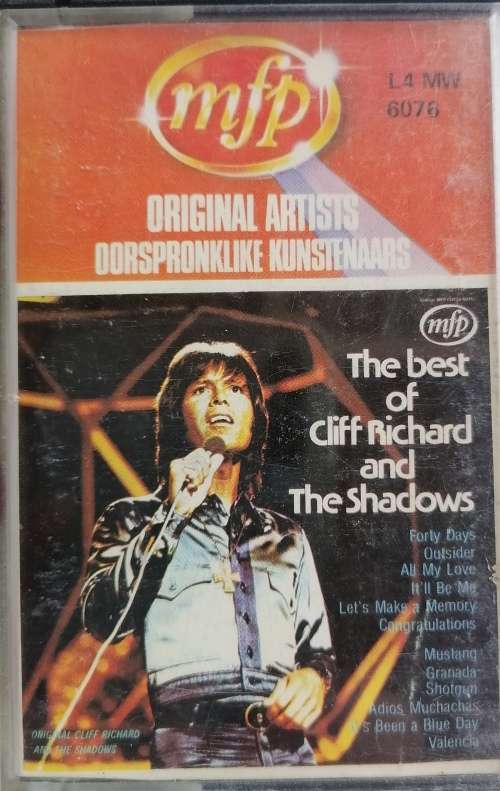 mfp
L4 MW
6076
ORIGINAL ARTISTS
OORSPRONKLIKE KUNSTENAARS
mfp
The best
of
Cliff Richard
and
The Shadows
Forty Days
Outsider
All My Love
It'll Be Me
Let's Make a Memory
Congratulations
Mustang
Granada
Shotgun
Adios Muchachas
It's Been a Blue Day
Valencia
ORIGINAL CLIFF RICHARD
AND THE SHADOWS